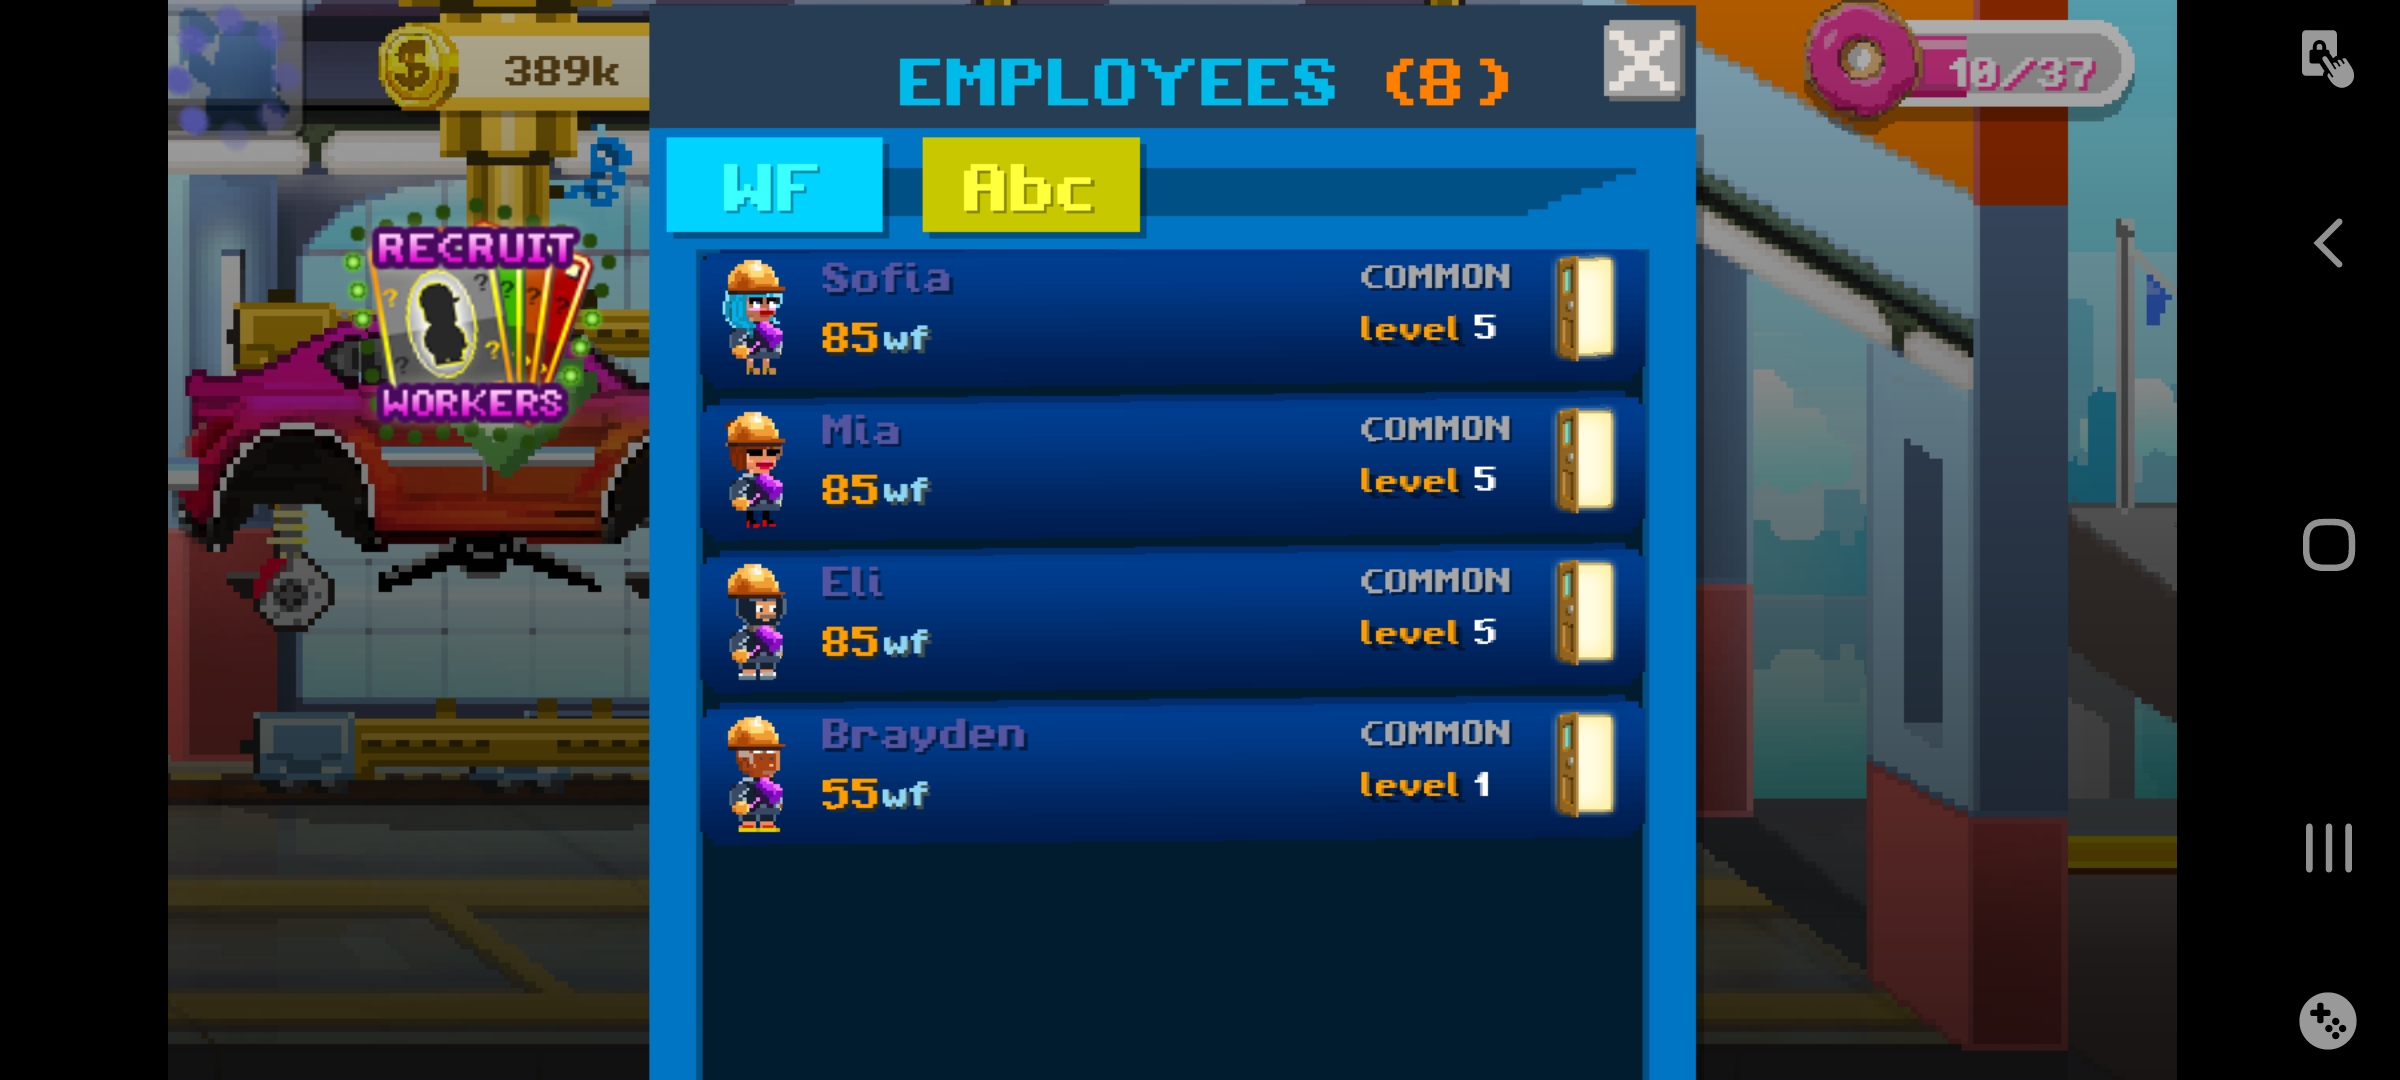 389k
EMPLOYEES (8)
10/37
WF
Abc
RECRUIT
WORKERS
Sofia
COMMON
85wf
level 5
Mia
COMMON
85wf
level 5
Eli
COMMON
85wf
level 5
Brayden
COMMON
55wf
level 1